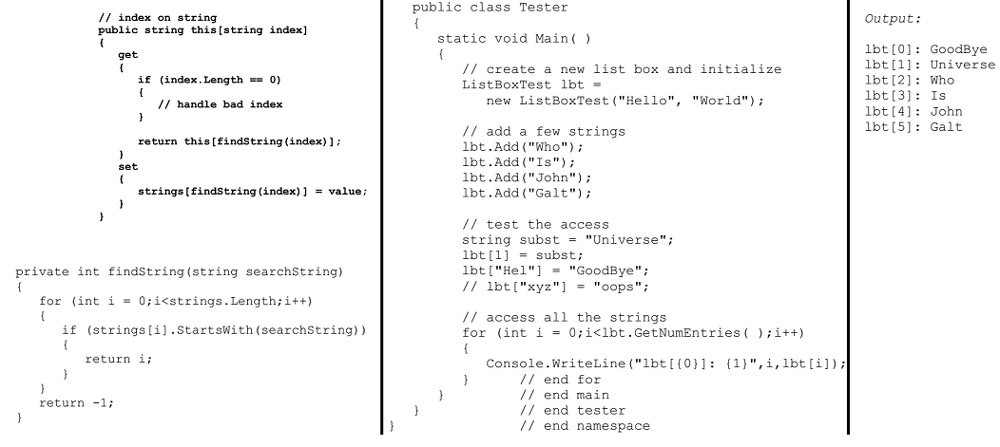 // index on string
public string this[string index]
{
get
{
if (index.Length == 0)
{
// handle bad index
}
return this[findString(index)];
}
set
{
strings[findString(index)] = value;
}
}
private int findString(string searchString)
{
for (int i = 0;i<strings.Length;i++)
{
if (strings[i].StartsWith(searchString))
{
return i;
}
}
return -1;
}
public class Tester
{
static void Main( )
{
// create a new list box and initialize
ListBoxTest lbt =
new ListBoxTest("Hello", "World");
// add a few strings
lbt.Add("Who");
lbt.Add("Is");
lbt.Add("John");
lbt.Add("Galt");
// test the access
string subst = "Universe";
lbt[1] = subst;
lbt["Hel"] = "GoodBye";
// lbt["xyz"] = "oops";
// access all the strings
for (int i = 0;i<lbt.GetNumEntries( );i++)
{
Console.WriteLine("lbt[{0}]: {1}",i,lbt[i]);
} // end for
} // end main
} // end tester
} // end namespace
Output:
lbt[0]: GoodBye
lbt[1]: Universe
lbt[2]: Who
lbt[3]: Is
lbt[4]: John
lbt[5]: Galt